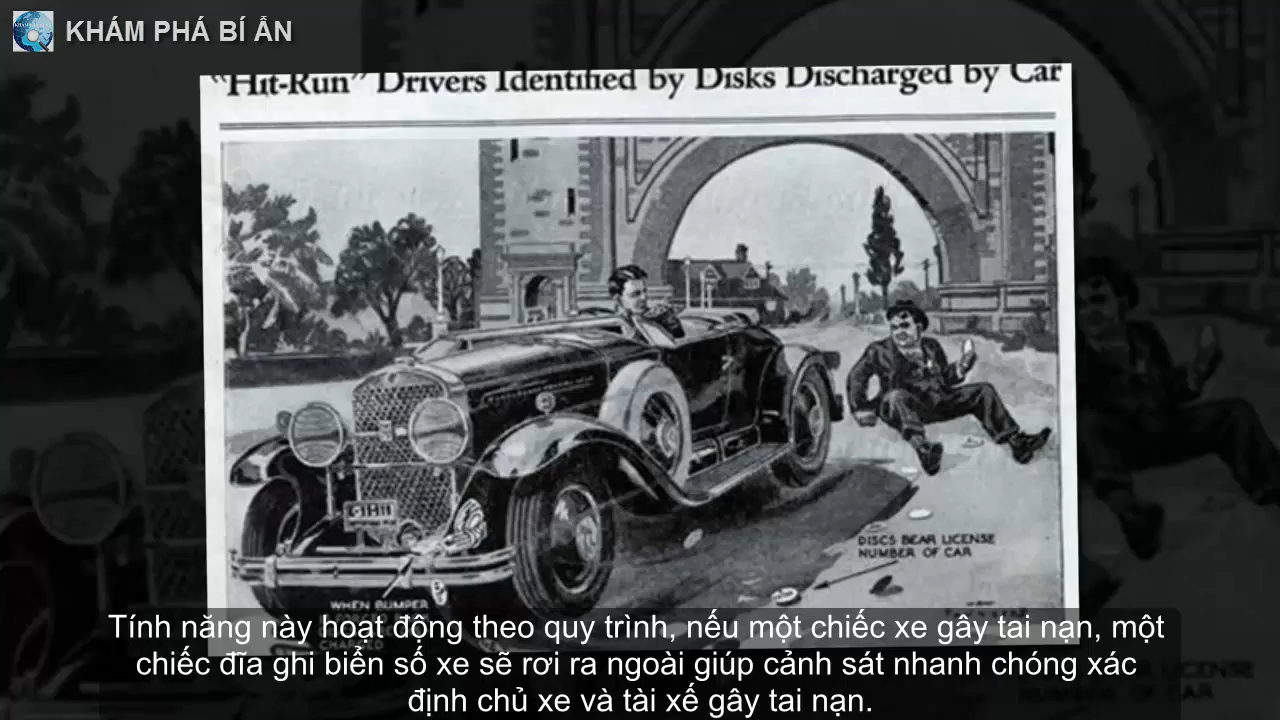 KHÁM PHÁ BÍ ẨN
"Hit-Run" Drivers Identified by Disks Discharged by Car
DISCS BEAR LICENSE
NUMBER OF CAR
WHEN BUMPER
Tính năng này hoạt động theo quy trình, nếu một chiếc xe gây tai nạn, một
chiếc đĩa ghi biển số xe sẽ rơi ra ngoài giúp cảnh sát nhanh chóng xác
định chủ xe và tài xế gây tai nạn.